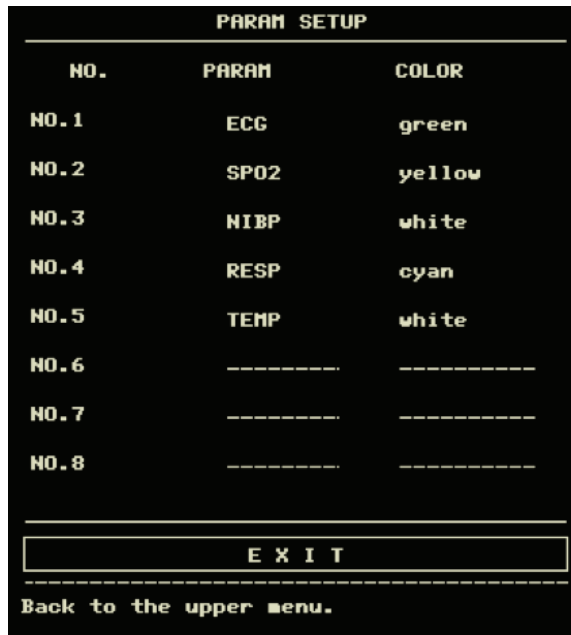 PARAM SETUP
NO. PARAM COLOR
NO.1 ECG green
NO.2 SPO2 yellow
NO.3 NIBP white
NO.4 RESP cyan
NO.5 TEMP white
NO.6 -------- ----------
NO.7 -------- ----------
NO.8 -------- ----------
E X I T
Back to the upper menu.